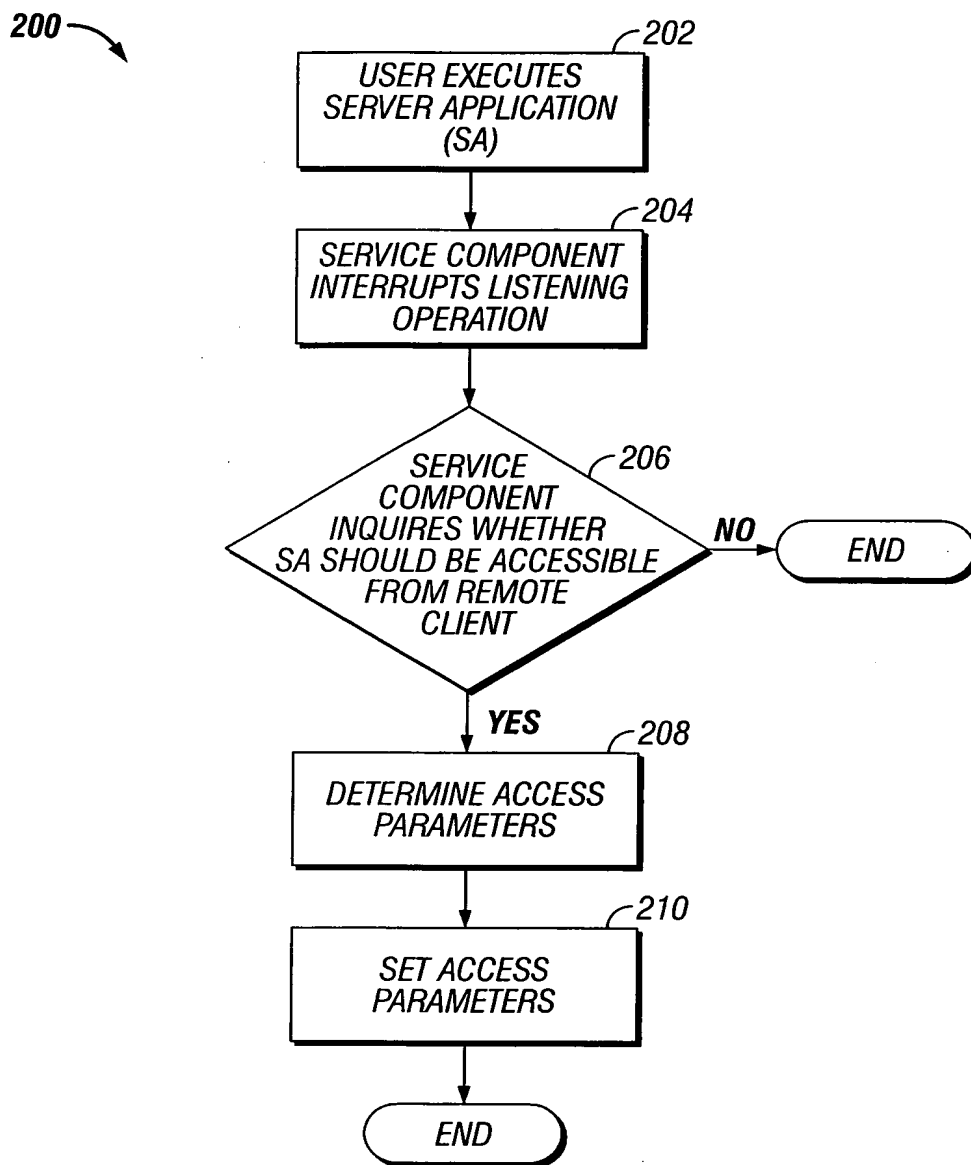 200
202
USER EXECUTES
SERVER APPLICATION
(SA)
204
SERVICE COMPONENT
INTERRUPTS LISTENING
OPERATION
206
SERVICE
COMPONENT
INQUIRES WHETHER
SA SHOULD BE ACCESSIBLE
FROM REMOTE
CLIENT
NO
END
YES
208
DETERMINE ACCESS
PARAMETERS
210
SET ACCESS
PARAMETERS
END